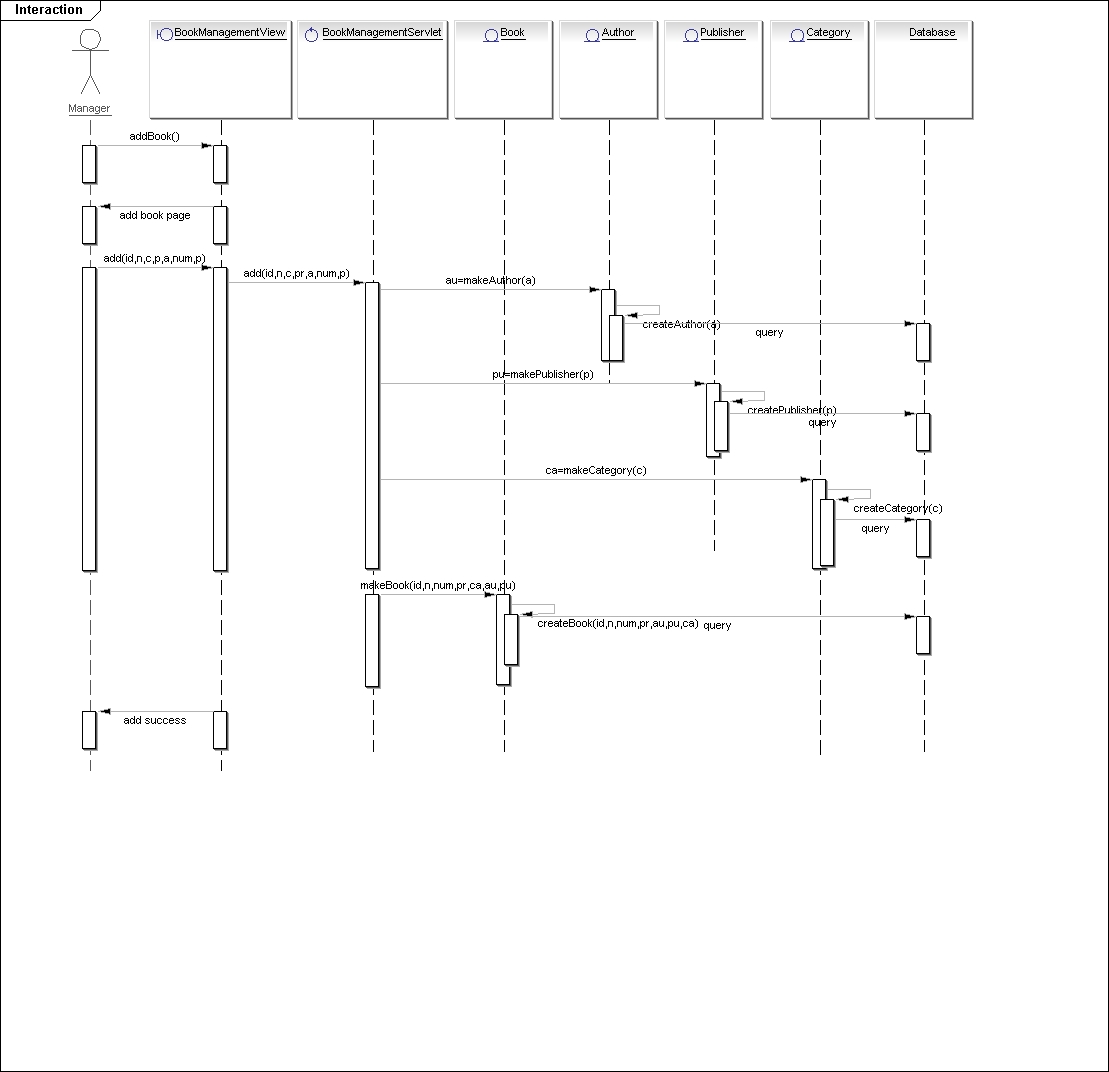 Interaction
BookManagementView
BookManagementServlet
Book
Author
Publisher
Category
Database
Manager
addBook()
add book page
add(id,n,c,p,a,num,p)
add(id,n,c,pr,a,num,p)
au=makeAuthor(a)
createAuthor(a)
query
pu=makePublisher(p)
createPublisher(p)
query
ca=makeCategory(c)
createCategory(c)
query
makeBook(id,n,num,pr,ca,au,pu)
createBook(id,n,num,pr,au,pu,ca)
query
add success